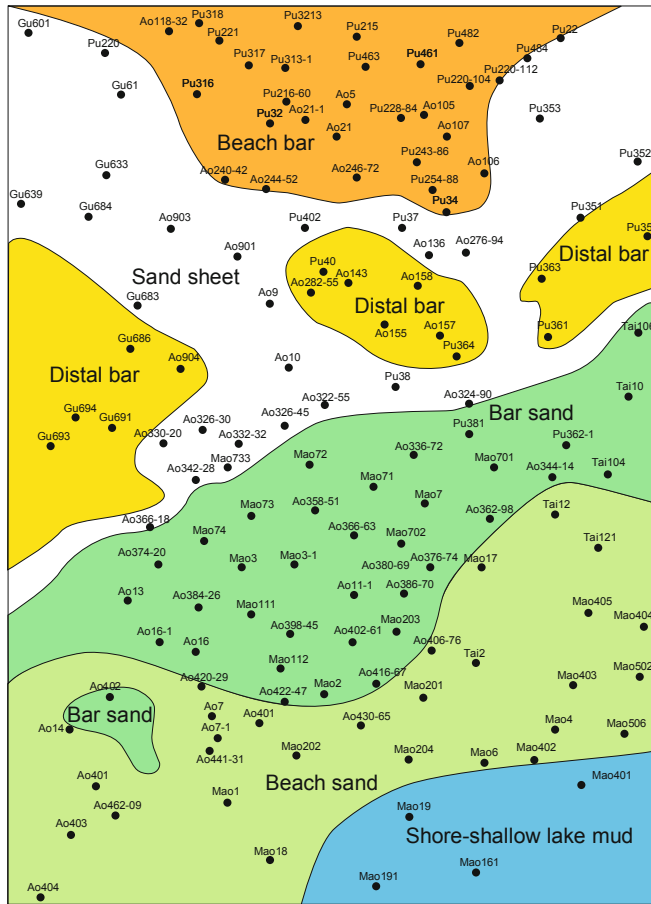 Gu601
Ao118-32
Pu318
Pu3213
Pu215
Pu482
Pu22
Pu220
Pu221
Pu317
Pu313-1
Pu463
Pu461
Pu484
Pu220-104
Pu220-112
Gu61
Pu316
Pu216-60
Ao5
Pu32
Ao21-1
Pu228-84
Ao105
Pu353
Ao21
Ao107
Beach bar
Pu243-86
Ao106
Pu352
Gu633
Ao240-42
Ao244-52
Ao246-72
Pu254-88
Pu34
Gu639
Gu684
Ao903
Pu402
Pu37
Pu351
Pu35
Ao901
Ao136
Ao276-94
Distal bar
Sand sheet
Pu40
Ao282-55
Ao143
Ao158
Pu363
Gu683
Ao9
Distal bar
Ao155
Ao157
Pu361
Tai106
Gu686
Ao904
Pu364
Ao10
Distal bar
Pu38
Tai10
Ao322-55
Ao324-90
Gu694
Gu691
Ao326-30
Ao326-45
Bar sand
Gu693
Ao330-20
Ao332-32
Pu381
Pu362-1
Ao342-28
Mao733
Mao72
Ao336-72
Mao701
Ao344-14
Tai104
Mao71
Ao366-18
Mao73
Ao358-51
Mao7
Ao362-98
Tai12
Mao74
Ao366-63
Mao702
Tai121
Ao374-20
Mao3
Mao3-1
Ao380-69
Ao376-74
Mao17
Ao13
Ao384-26
Mao111
Ao11-1
Ao386-70
Mao405
Mao404
Ao16-1
Ao16
Ao398-45
Ao402-61
Mao203
Ao406-76
Tai2
Mao112
Mao502
Ao402
Ao420-29
Ao422-47
Mao2
Ao416-67
Mao201
Mao403
Bar sand
Ao14
Ao7
Ao7-1
Ao401
Ao430-65
Mao4
Mao506
Ao441-31
Mao202
Mao204
Mao6
Mao402
Ao401
Beach sand
Mao401
Ao462-09
Mao1
Mao19
Ao403
Shore-shallow lake mud
Mao18
Mao161
Mao191
Ao404